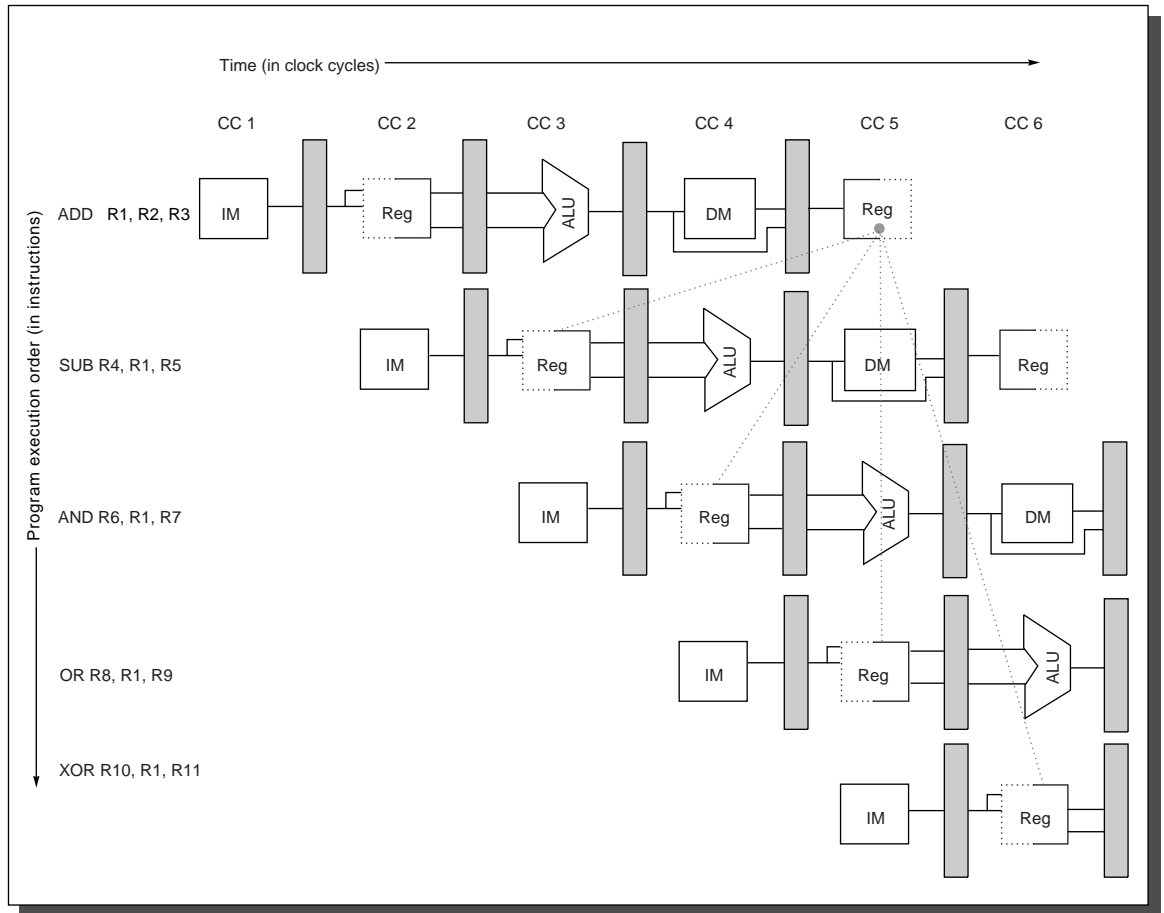 Time (in clock cycles)
CC 1 CC 2 CC 3 CC 4 CC 5 CC 6
Program execution order (in instructions)
ADD R1, R2, R3 IM Reg ALU DM Reg
SUB R4, R1, R5 IM Reg ALU DM Reg
AND R6, R1, R7 IM Reg ALU DM
OR R8, R1, R9 IM Reg ALU
XOR R10, R1, R11 IM Reg